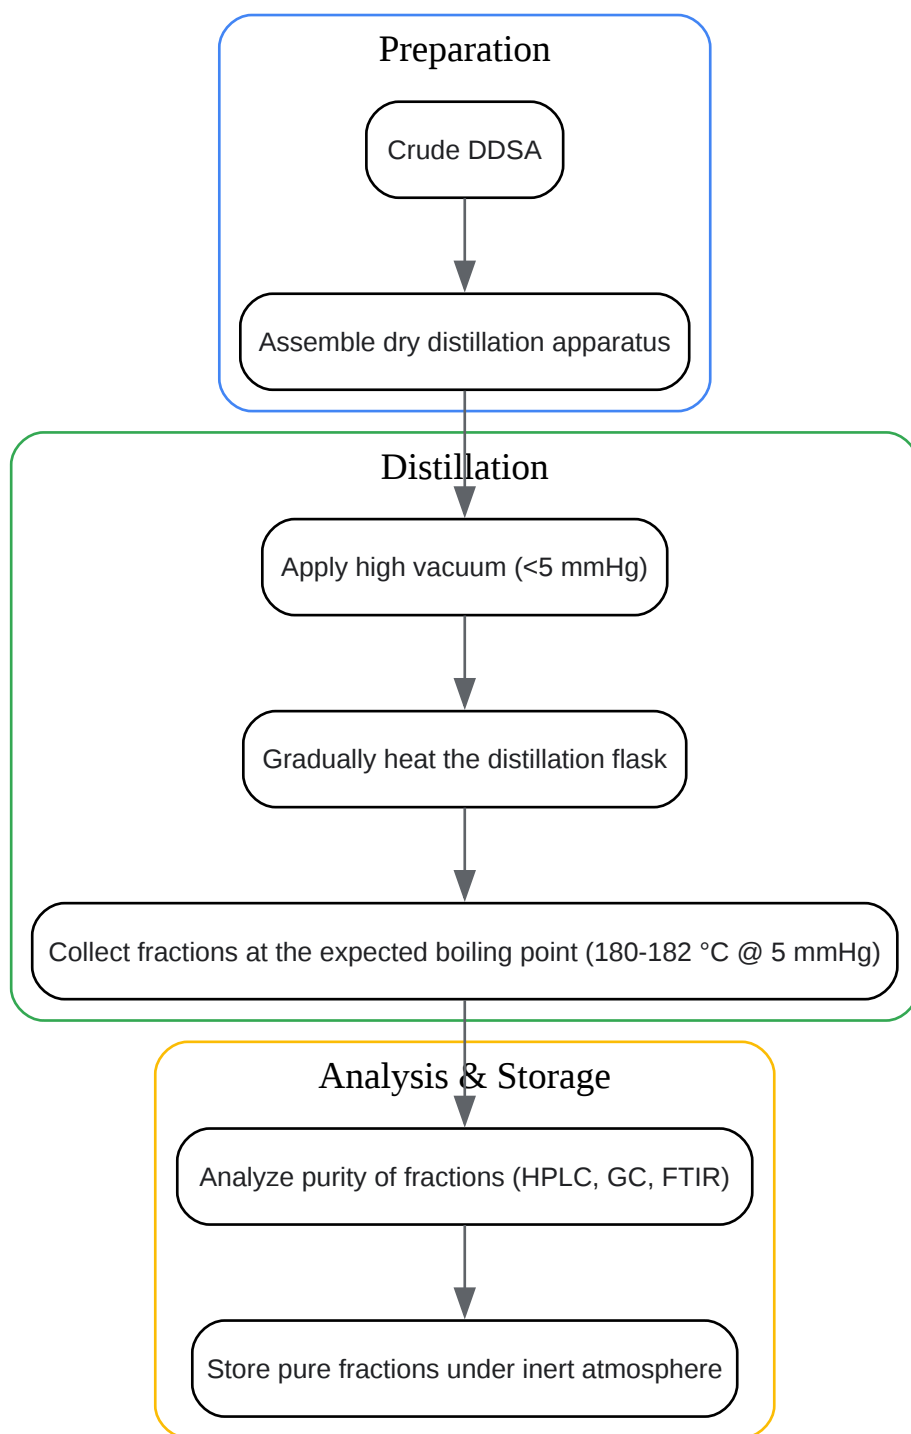 Preparation
Crude DDSA
Assemble dry distillation apparatus
Distillation
Apply high vacuum (<5 mmHg)
Gradually heat the distillation flask
Collect fractions at the expected boiling point (180-182 °C @ 5 mmHg)
Analysis & Storage
Analyze purity of fractions (HPLC, GC, FTIR)
Store pure fractions under inert atmosphere